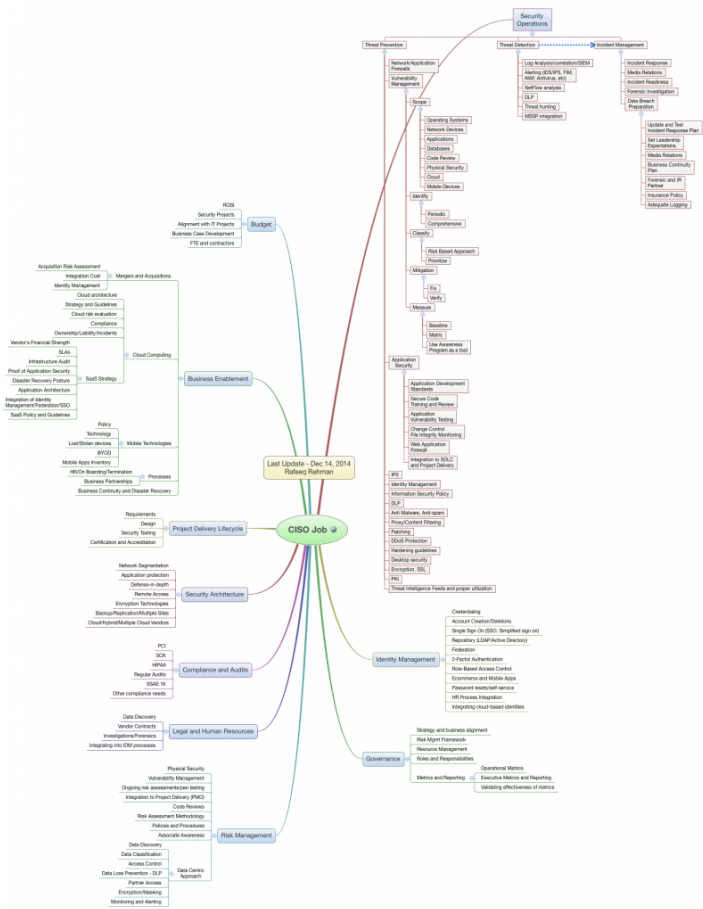 Security
Operations
Threat Prevention
Threat Detection
Incident Management
Network/Application
Firewalls
Vulnerability
Management
Scope
Operating Systems
Network Devices
Applications
Databases
Code Review
Physical Security
Cloud
Mobile Devices
Identify
Periodic
Comprehensive
Classify
Risk Based Approach
Prioritize
Mitigation
Fix
Verify
Measure
Baseline
Metric
Use Awareness
Program as a tool
Application
Security
Application Development
Standards
Secure Code
Training and Review
Application
Vulnerability Testing
Change Control
File Integrity Monitoring
Web Application
Firewall
Integration to SDLC
and Project Delivery
IPS
Identity Management
Information Security Policy
DLP
Anti Malware, Anti-spam
Proxy/Content Filtering
Patching
DDoS Protection
Hardening guidelines
Desktop security
Encryption, SSL
PKI
Threat Intelligence Feeds and proper utilization
Log Analysis/correlation/SIEM
Alerting (IDS/IPS, FIM,
WAF, Antivirus, etc)
NetFlow analysis
DLP
Threat hunting
MSSP integration
Incident Response
Media Relations
Incident Readiness
Forensic Investigation
Data Breach
Preparation
Update and Test
Incident Response Plan
Set Leadership
Expectations
Media Relations
Business Continuity
Plan
Forensic and IR
Partner
Insurance Policy
Adequate Logging
ROSI
Security Projects
Alignment with IT Projects
Business Case Development
FTE and contractors
Budget
Acquisition Risk Assessment
Integration Cost
Identity Management
Mergers and Acquisitions
Cloud architecture
Strategy and Guidelines
Cloud risk evaluation
Compliance
Ownership/Liability/Incidents
Cloud Computing
Vendor's Financial Strength
SLAs
Infrastructure Audit
Proof of Application Security
Disaster Recovery Posture
Application Architecture
Integration of Identity
Management/Federation/SSO
SaaS Policy and Guidelines
SaaS Strategy
Business Enablement
Policy
Technology
Lost/Stolen devices
BYOD
Mobile Apps Inventory
Mobile Technologies
HR/On Boarding/Termination
Business Partnerships
Processes
Business Continuity and Disaster Recovery
Last Update - Dec 14, 2014
Rafeeq Rehman
CISO Job
Requirements
Design
Security Testing
Certification and Accreditation
Project Delivery Lifecycle
Network Segmentation
Application protection
Defense-in-depth
Remote Access
Encryption Technologies
Backup/Replication/Multiple Sites
Cloud/Hybrid/Multiple Cloud Vendors
Security Architecture
PCI
SOX
HIPAA
Regular Audits
SSAE 16
Other compliance needs
Compliance and Audits
Data Discovery
Vendor Contracts
Investigations/Forensics
Integrating into IDM processes
Legal and Human Resources
Physical Security
Vulnerability Management
Ongoing risk assessments/pen testing
Integration to Project Delivery (PMO)
Code Reviews
Risk Assessment Methodology
Policies and Procedures
Associate Awareness
Risk Management
Data Discovery
Data Classification
Access Control
Data Loss Prevention - DLP
Partner Access
Encryption/Masking
Monitoring and Alerting
Data Centric
Approach
Identity Management
Credentialing
Account Creation/Deletions
Single Sign On (SSO, Simplified sign on)
Repository (LDAP/Active Directory)
Federation
2-Factor Authentication
Role-Based Access Control
Ecommerce and Mobile Apps
Password resets/self-service
HR Process Integration
Integrating cloud-based identities
Governance
Strategy and business alignment
Risk Mgmt Framework
Resource Management
Roles and Responsibilities
Metrics and Reporting
Operational Metrics
Executive Metrics and Reporting
Validating effectiveness of metrics